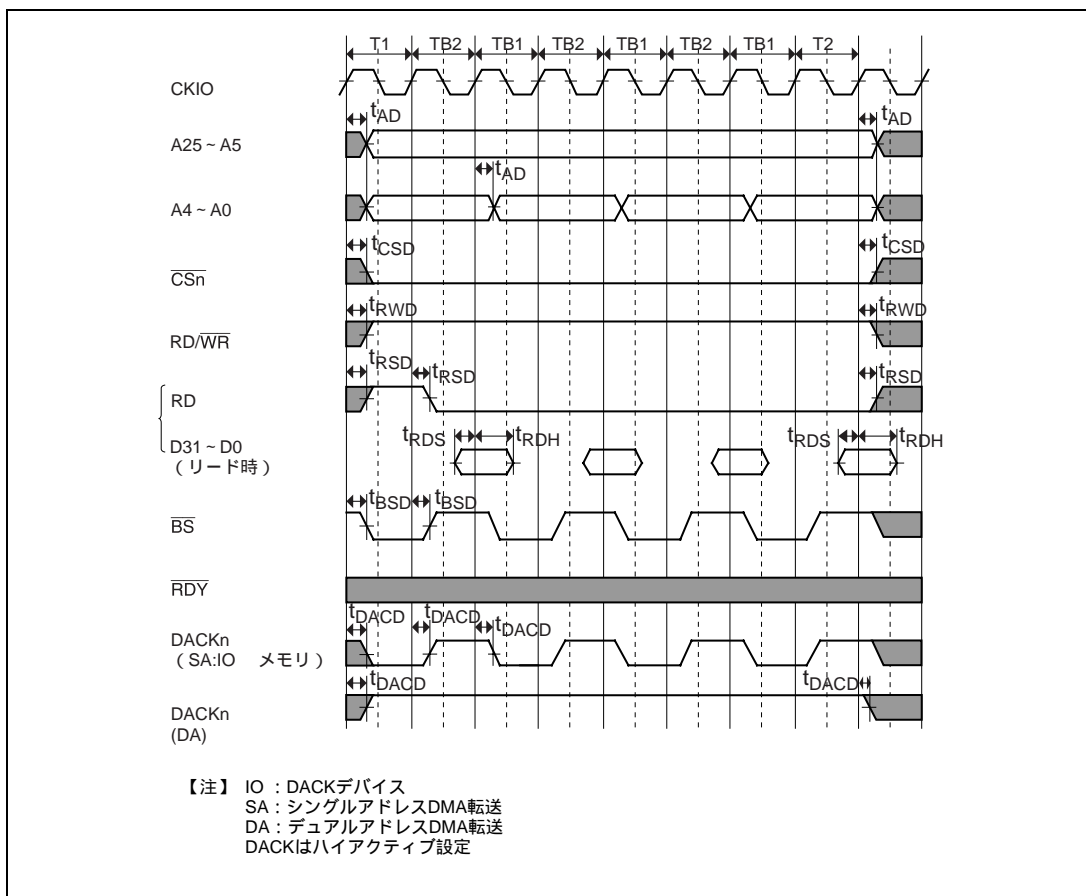 T1 TB2 TB1 TB2 TB1 TB2 TB1 T2
CKIO
tAD tAD
A25 ~ A5
tAD
A4 ~ A0
tCSD tCSD
CSn
tRWD tRWD
RD/WR
tRSD tRSD tRSD
RD
tRDS tRDH tRDS tRDH
D31 ~ D0
(リード時)
tBSD tBSD
BS
RDY
tDACD tDACD tDACD
DACKn
(SA:IO メモリ)
tDACD tDACD
DACKn
(DA)
【注】 IO :DACKデバイス
SA:シングルアドレスDMA転送
DA:デュアルアドレスDMA転送
DACKはハイアクティブ設定